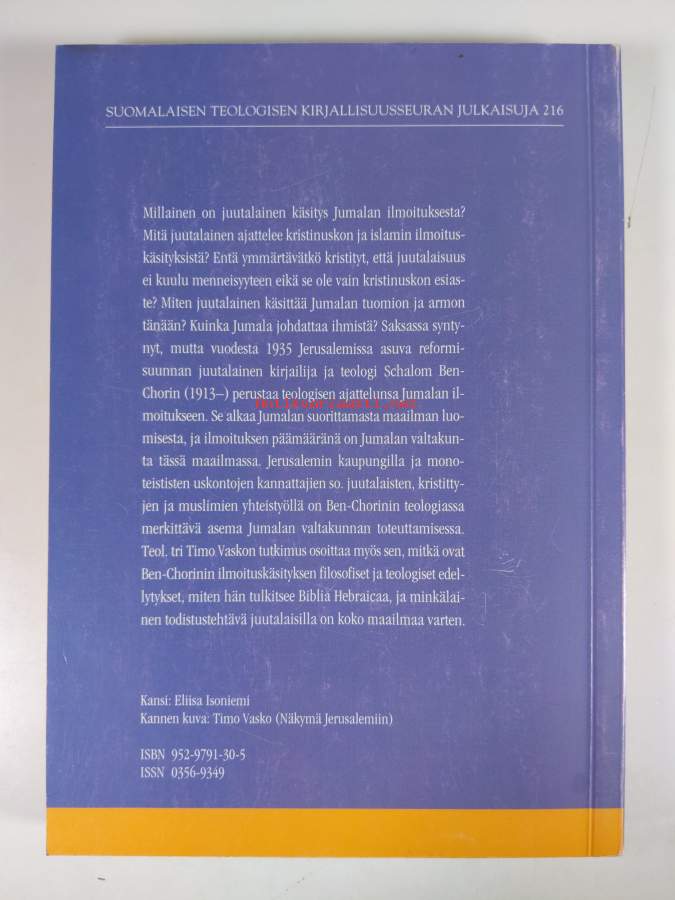 SUOMALAISEN TEOLOGISEN KIRJALLISUUSSEURAN JULKAISUJA 216
Millainen on juutalainen käsitys Jumalan ilmoituksesta?
Mitä juutalainen ajattelee kristinuskon ja islamin ilmoitus-
käsityksistä? Entä ymmärtävätkö kristityt, että juutalaisuus
ei kuulu menneisyyteen eikä se ole vain kristinuskon esias-
te? Miten juutalainen käsittää Jumalan tuomion ja armon
tänään? Kuinka Jumala johdattaa ihmistä? Saksassa synty-
nyt, mutta vuodesta 1935 Jerusalemissa asuva reformi-
suunnan juutalainen kirjailija ja teologi Schalom Ben-
Chorin (1913–) perustaa teologisen ajattelunsa Jumalan il-
moitukseen. Se alkaa Jumalan suorittamasta maailman luo-
misesta, ja ilmoituksen päämääränä on Jumalan valtakun-
ta tässä maailmassa. Jerusalemin kaupungilla ja mono-
teististen uskontojen kannattajien so. juutalaisten, kristitty-
jen ja muslimien yhteistyöllä on Ben-Chorinin teologiassa
merkittävä asema Jumalan valtakunnan toteuttamisessa.
Teol. tri Timo Vaskon tutkimus osoittaa myös sen, mitkä ovat
Ben-Chorinin ilmoituskäsityksen filosofiset ja teologiset edel-
lytykset, miten hän tulkitsee Biblia Hebraicaa, ja minkälai-
nen todistustehtävä juutalaisilla on koko maailmaa varten.
Kansi: Eliisa Isoniemi
Kannen kuva: Timo Vasko (Näkymä Jerusalemiin)
ISBN 952-9791-30-5
ISSN 0356-9349